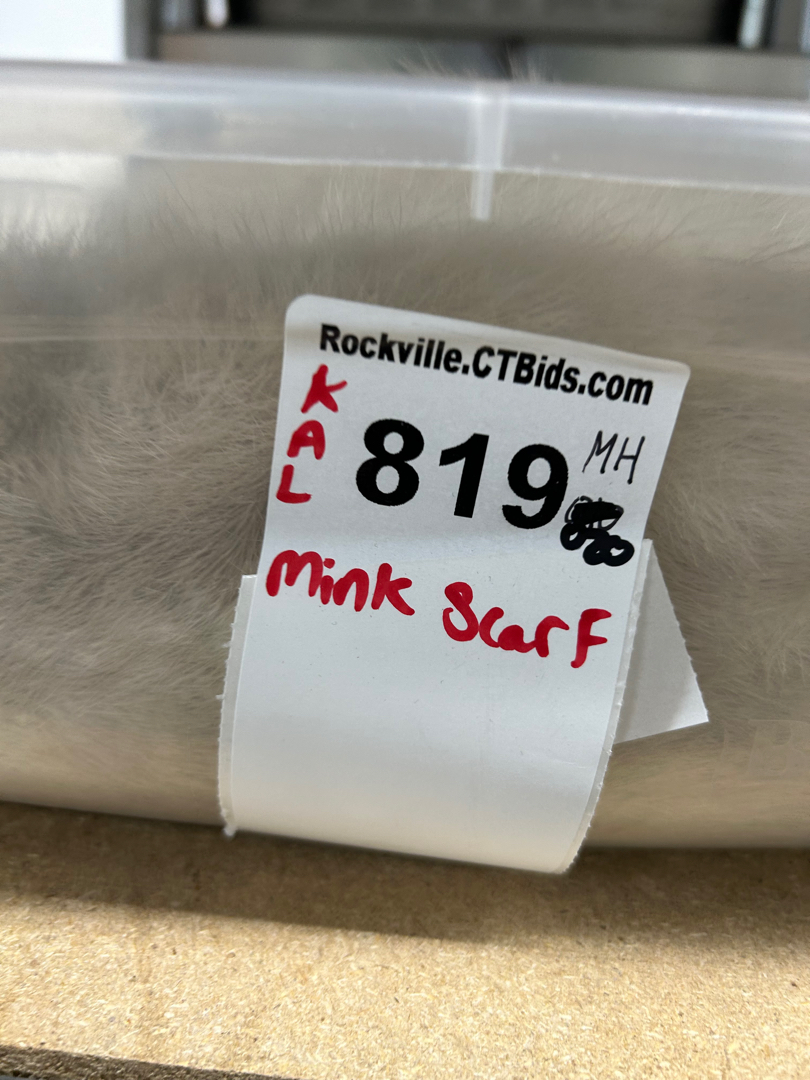 Rockville.CTBids.com
KAL
819 MH
Mink Scarf